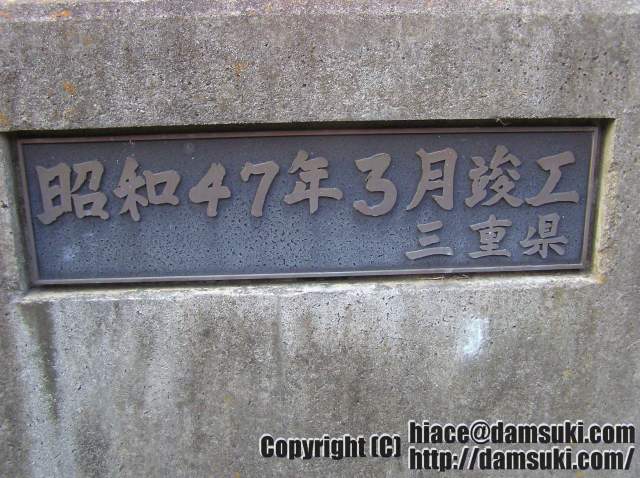 昭和47年3月竣工
三重県
Copyright (C) hiace@damsuki.com
http://damsuki.com/